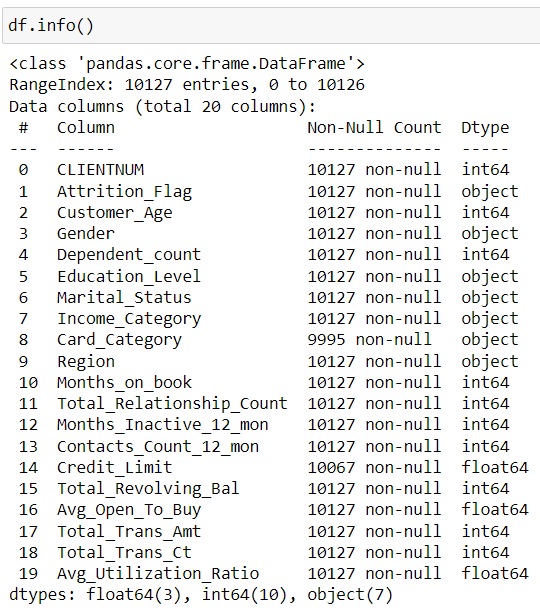 df.info()
<class 'pandas.core.frame.DataFrame'>
RangeIndex: 10127 entries, 0 to 10126
Data columns (total 20 columns):
 #   Column                    Non-Null Count  Dtype
---  ------                    --------------  -----
 0   CLIENTNUM                 10127 non-null  int64
 1   Attrition_Flag            10127 non-null  object
 2   Customer_Age              10127 non-null  int64
 3   Gender                    10127 non-null  object
 4   Dependent_count           10127 non-null  int64
 5   Education_Level           10127 non-null  object
 6   Marital_Status            10127 non-null  object
 7   Income_Category           10127 non-null  object
 8   Card_Category             9995 non-null   object
 9   Region                    10127 non-null  object
 10  Months_on_book            10127 non-null  int64
 11  Total_Relationship_Count  10127 non-null  int64
 12  Months_Inactive_12_mon    10127 non-null  int64
 13  Contacts_Count_12_mon     10127 non-null  int64
 14  Credit_Limit              10067 non-null  float64
 15  Total_Revolving_Bal       10127 non-null  int64
 16  Avg_Open_To_Buy           10127 non-null  float64
 17  Total_Trans_Amt           10127 non-null  int64
 18  Total_Trans_Ct            10127 non-null  int64
 19  Avg_Utilization_Ratio     10127 non-null  float64
dtypes: float64(3), int64(10), object(7)